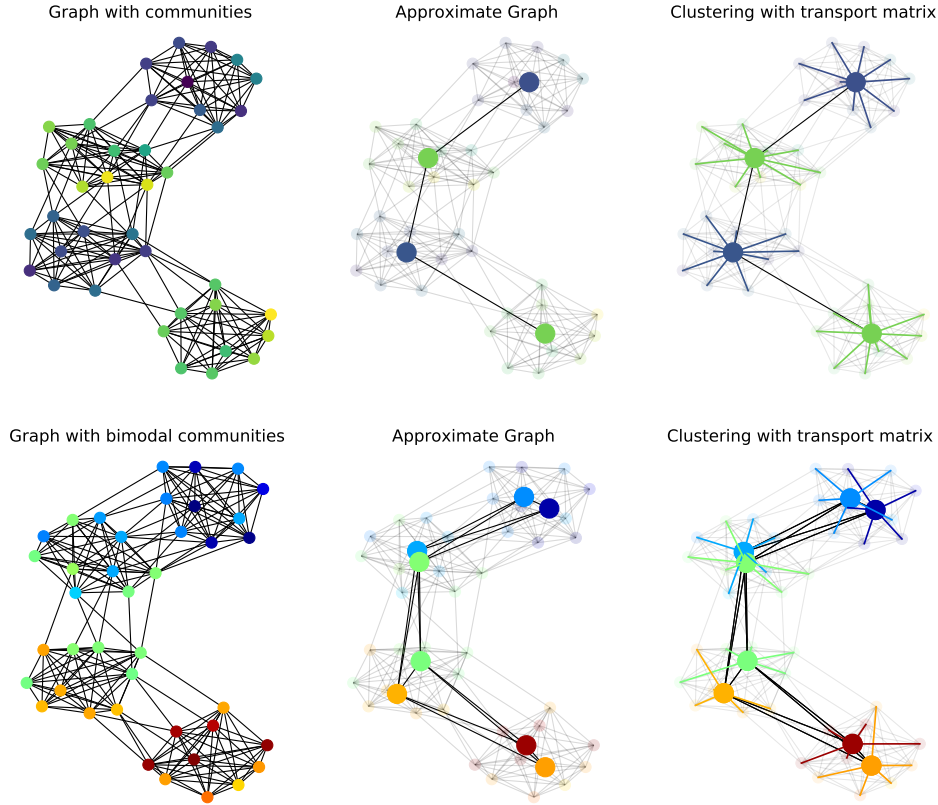 Graph with communities
Approximate Graph
Clustering with transport matrix
Graph with bimodal communities
Approximate Graph
Clustering with transport matrix